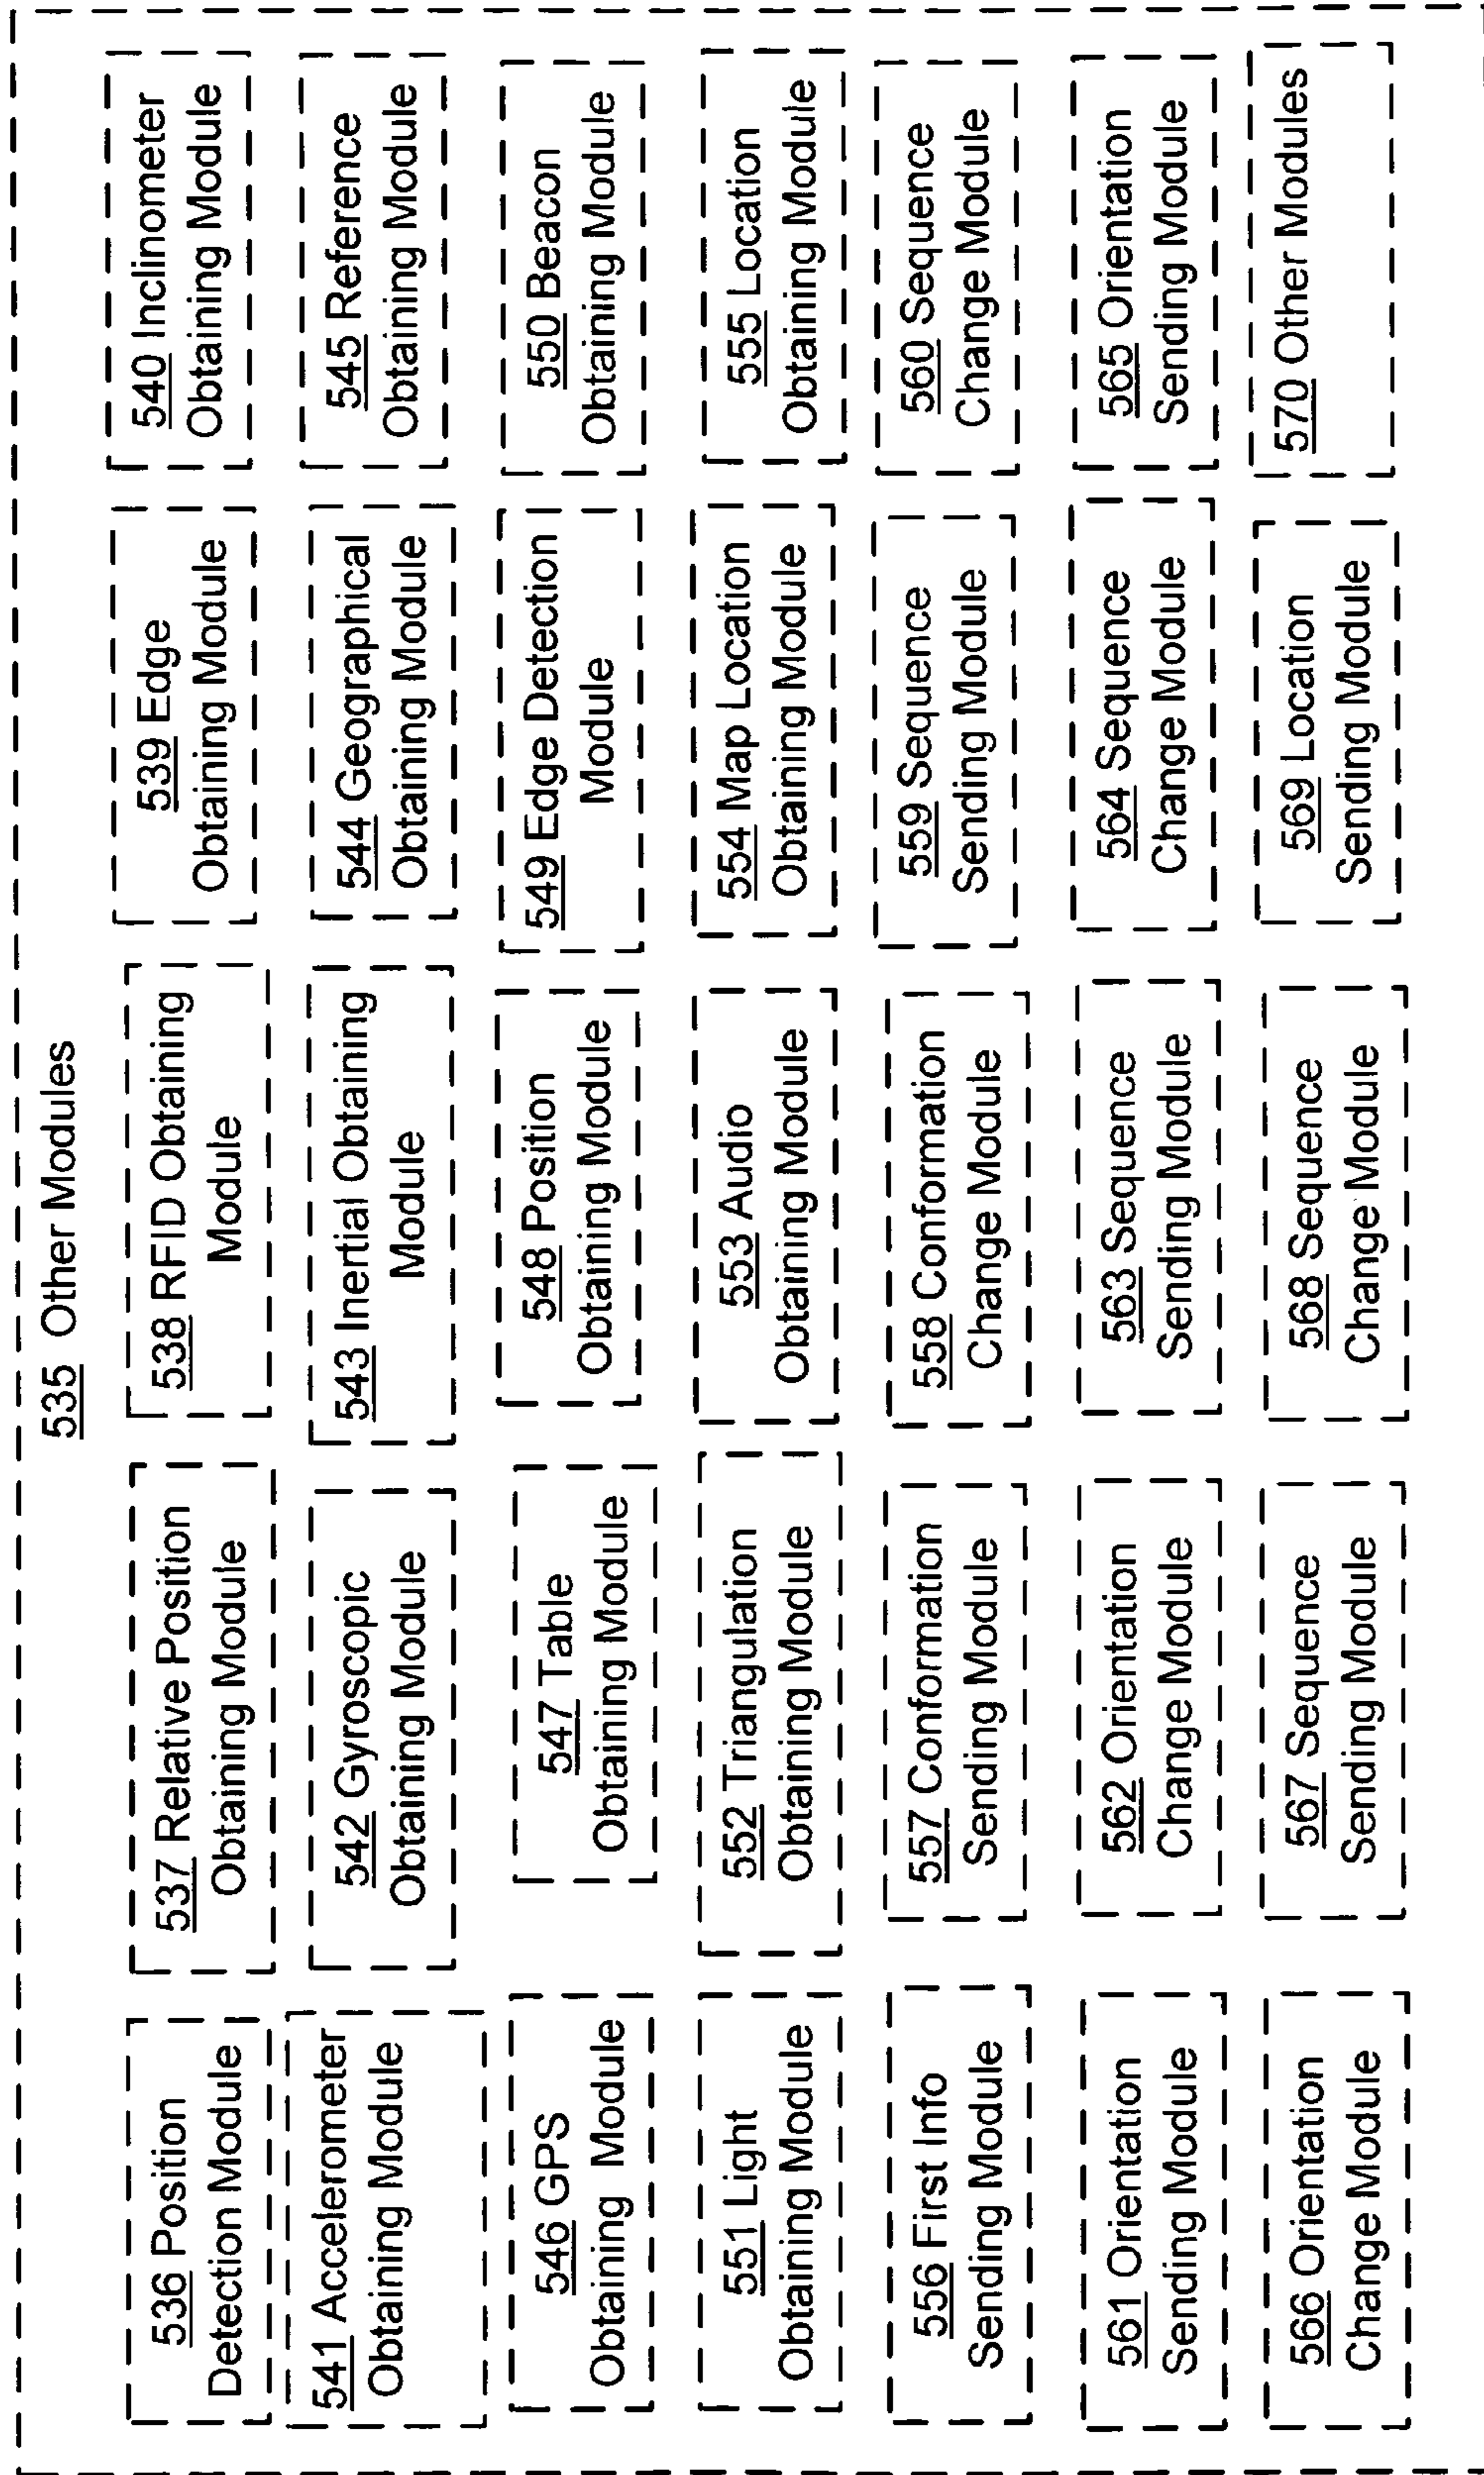 535 Other Modules
536 Position
Detection Module
537 Relative Position
Obtaining Module
538 RFID Obtaining
Module
539 Edge
Obtaining Module
540 Inclinometer
Obtaining Module
541 Accelerometer
Obtaining Module
542 Gyroscopic
Obtaining Module
543 Inertial Obtaining
Module
544 Geographical
Obtaining Module
545 Reference
Obtaining Module
546 GPS
Obtaining Module
547 Table
Obtaining Module
548 Position
Obtaining Module
549 Edge Detection
Module
550 Beacon
Obtaining Module
551 Light
Obtaining Module
552 Triangulation
Obtaining Module
553 Audio
Obtaining Module
554 Map Location
Obtaining Module
555 Location
Obtaining Module
556 First Info
Sending Module
557 Conformation
Sending Module
558 Conformation
Change Module
559 Sequence
Sending Module
560 Sequence
Change Module
561 Orientation
Sending Module
562 Orientation
Change Module
563 Sequence
Sending Module
564 Sequence
Change Module
565 Orientation
Sending Module
566 Orientation
Change Module
567 Sequence
Sending Module
568 Sequence
Change Module
569 Location
Sending Module
570 Other Modules